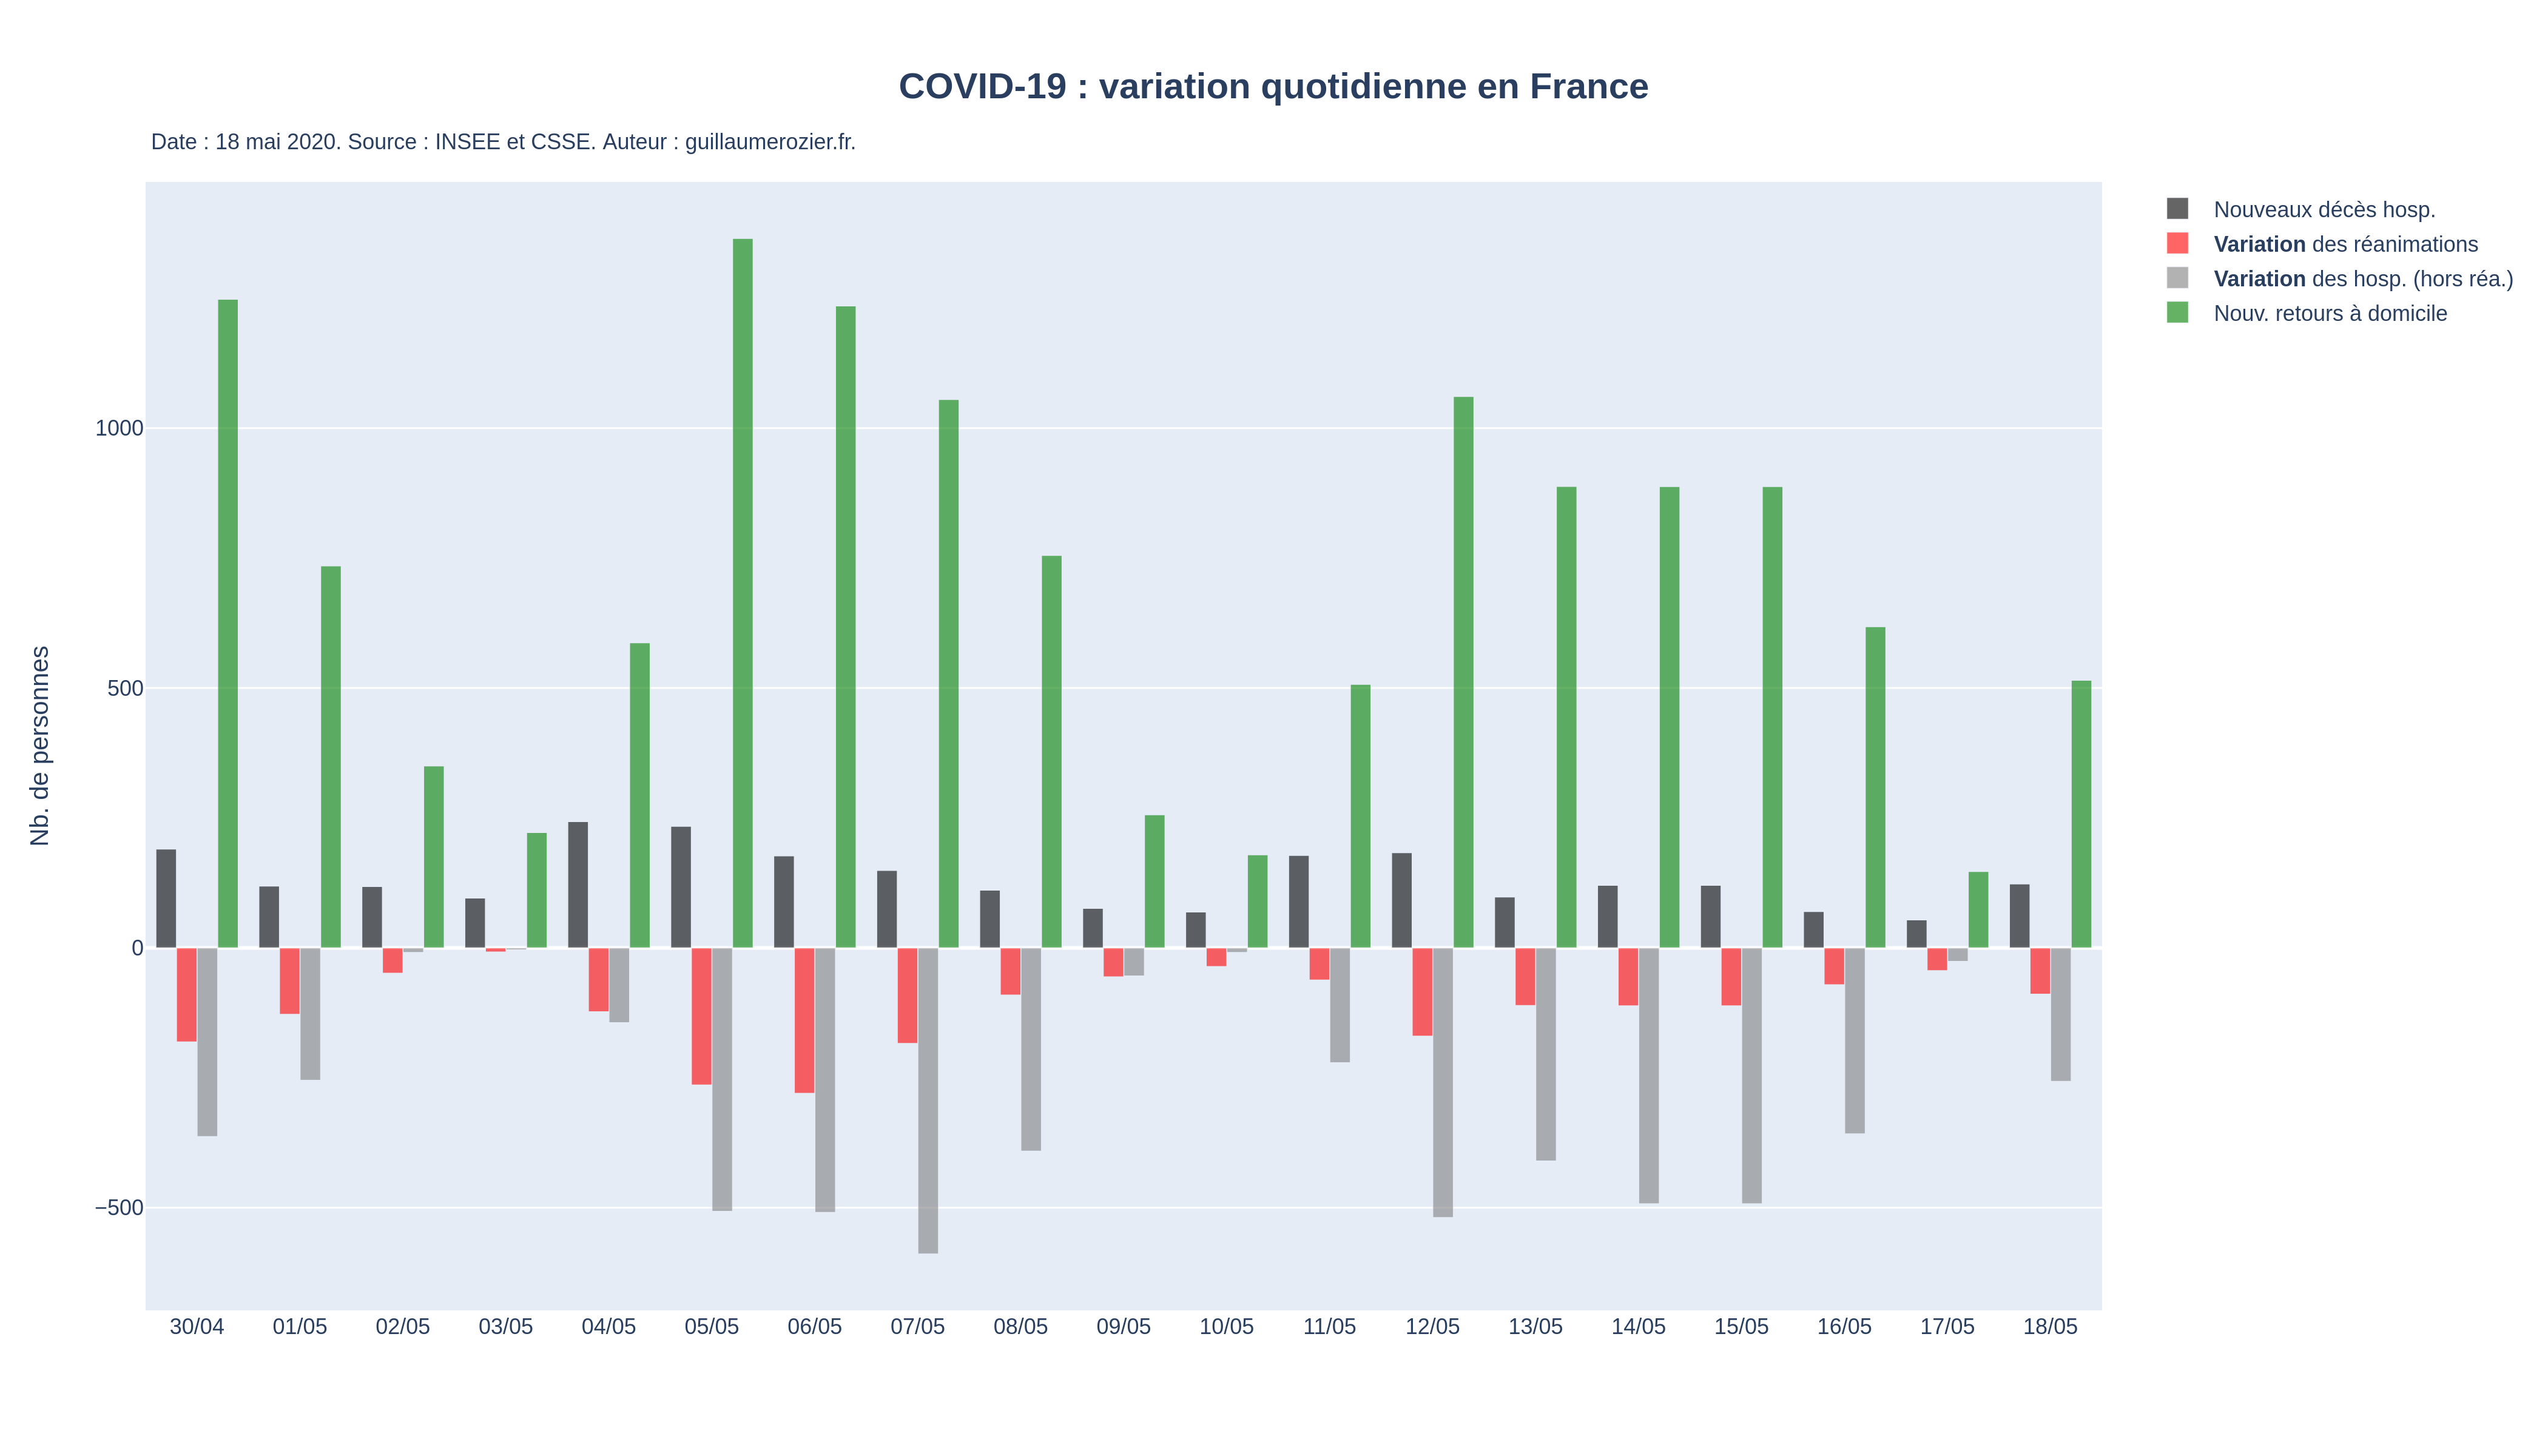 COVID-19 : variation quotidienne en France
Date : 18 mai 2020. Source : INSEE et CSSE. Auteur : guillaumerozier.fr.
Nouveaux décès hosp.
Variation des réanimations
Variation des hosp. (hors réa.)
Nouv. retours à domicile
Nb. de personnes
1000
500
0
−500
30/04 01/05 02/05 03/05 04/05 05/05 06/05 07/05 08/05 09/05 10/05 11/05 12/05 13/05 14/05 15/05 16/05 17/05 18/05